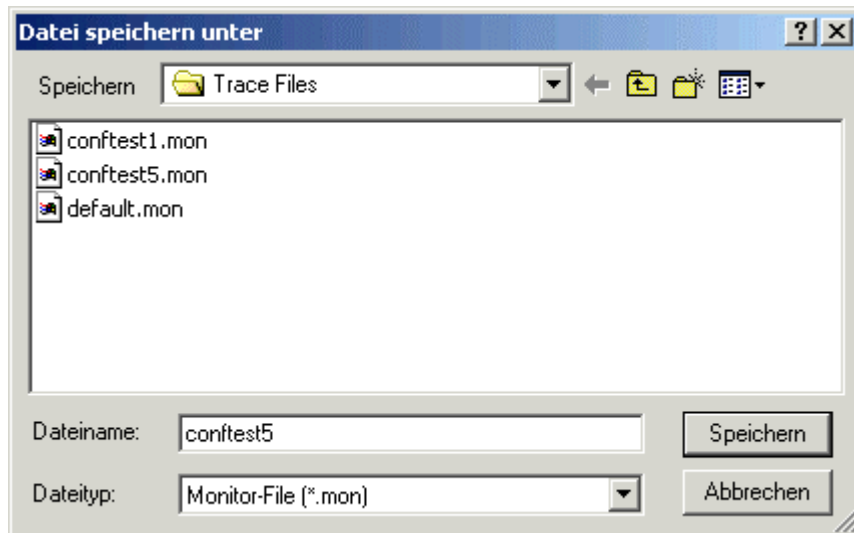 Datei speichern unter
Speichern Trace Files
conftest1.mon
conftest5.mon
default.mon
Dateiname: conftest5 Speichern
Dateityp: Monitor-File (*.mon) Abbrechen